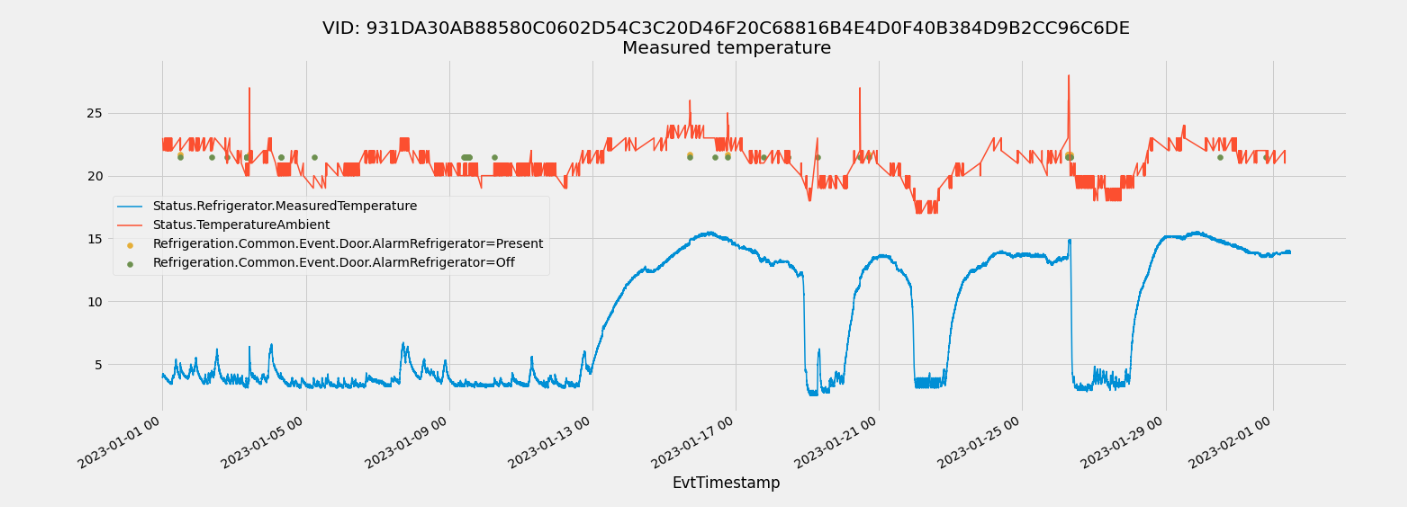 VID: 931DA30AB88580C0602D54C3C20D46F20C68816B4E4D0F40B384D9B2CC96C6DE
Measured temperature
25
20
15
10
5
Status.Refrigerator.MeasuredTemperature
Status.TemperatureAmbient
Refrigeration.Common.Event.Door.AlarmRefrigerator=Present
Refrigeration.Common.Event.Door.AlarmRefrigerator=Off
2023-01-01 00
2023-01-05 00
2023-01-09 00
2023-01-13 00
2023-01-17 00
2023-01-21 00
2023-01-25 00
2023-01-29 00
2023-02-01 00
EvtTimestamp